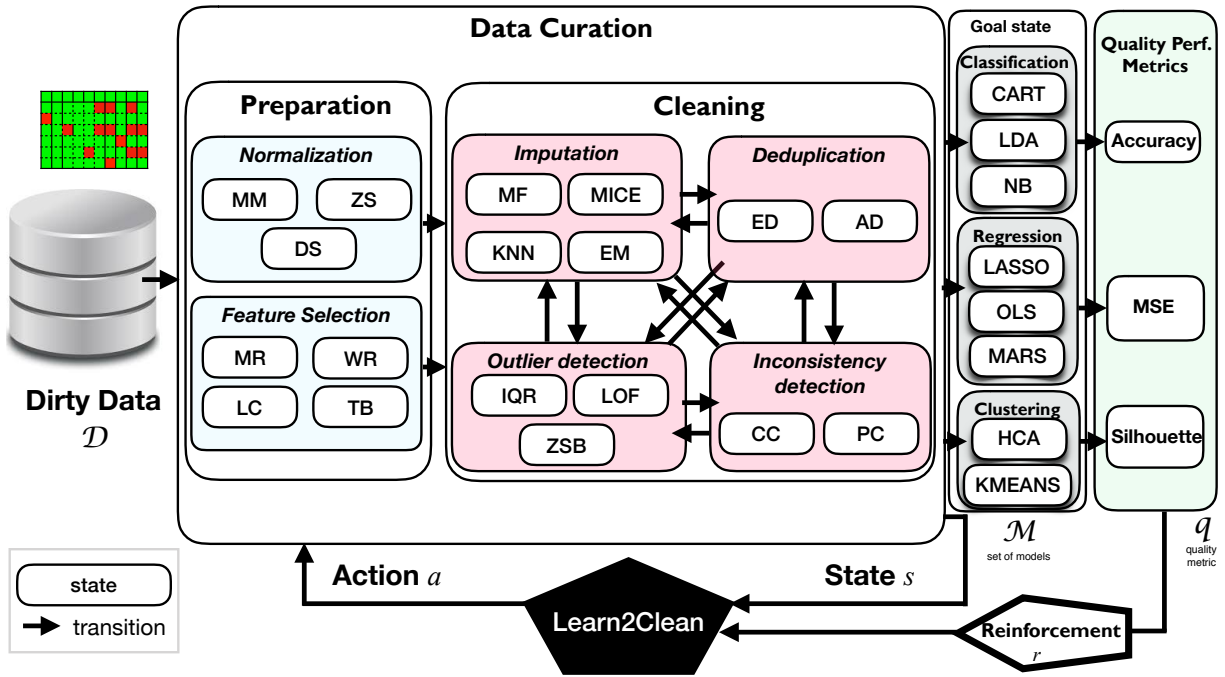 Data Curation
Preparation
Normalization
MM
ZS
DS
Feature Selection
MR
WR
LC
TB
Cleaning
Imputation
MF
MICE
KNN
EM
Deduplication
ED
AD
Outlier detection
IQR
LOF
ZSB
Inconsistency
detection
CC
PC
Goal state
Classification
CART
LDA
NB
Regression
LASSO
OLS
MARS
Clustering
HCA
KMEANS
ℳ
set of models
Quality Perf.
Metrics
Accuracy
MSE
Silhouette
q
quality
metric
Dirty Data
𝒟
state
transition
Action a
State s
Learn2Clean
Reinforcement
r